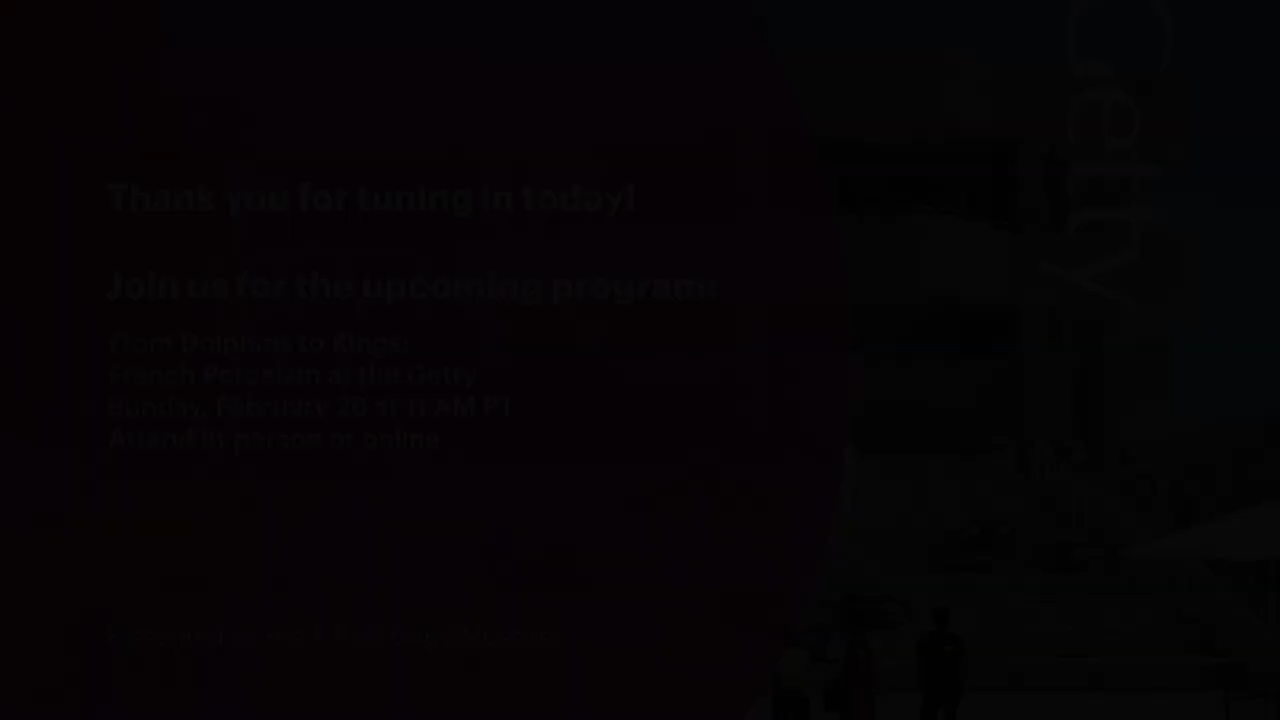 Thank you for tuning in today!
Join us for the upcoming program:
From Dolphins to Kings:
French Porcelain at the Getty
Sunday, February 26 at 11 AM PT
Attend in person or online
Getty